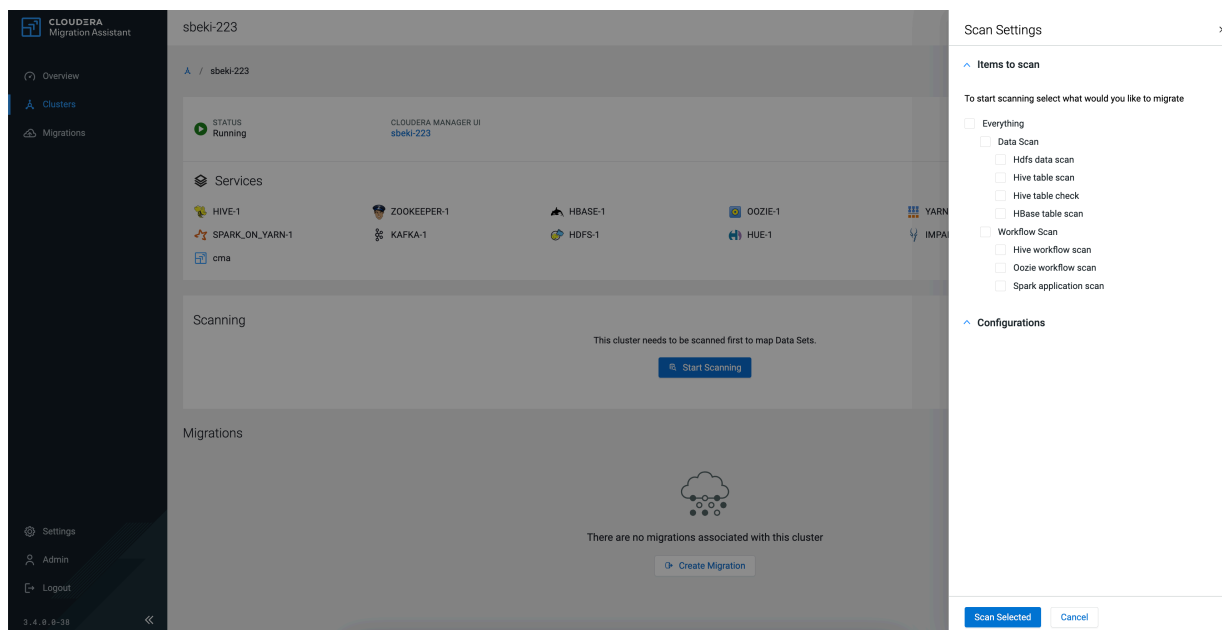 CLOUDERA
Migration Assistant
Overview
Clusters
Migrations
Settings
Admin
Logout
3.4.0.0-38
sbeki-223
/ sbeki-223
STATUS
Running
CLOUDERA MANAGER UI
sbeki-223
Services
HIVE-1 ZOOKEEPER-1 HBASE-1 OOZIE-1 YARN
SPARK_ON_YARN-1 KAFKA-1 HDFS-1 HUE-1 IMPA
cma
Scanning
This cluster needs to be scanned first to map Data Sets.
Start Scanning
Migrations
There are no migrations associated with this cluster
Create Migration
Scan Settings
Items to scan
To start scanning select what would you like to migrate
Everything
Data Scan
Hdfs data scan
Hive table scan
Hive table check
HBase table scan
Workflow Scan
Hive workflow scan
Oozie workflow scan
Spark application scan
Configurations
Scan Selected Cancel